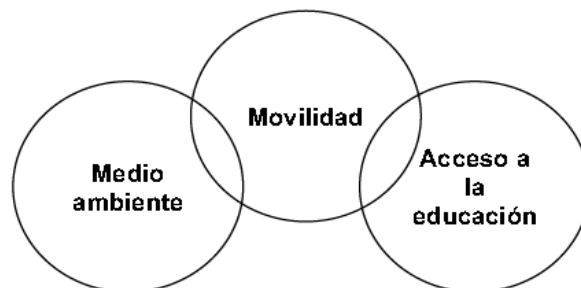 Movilidad
Medio
ambiente
Acceso a
la
educación